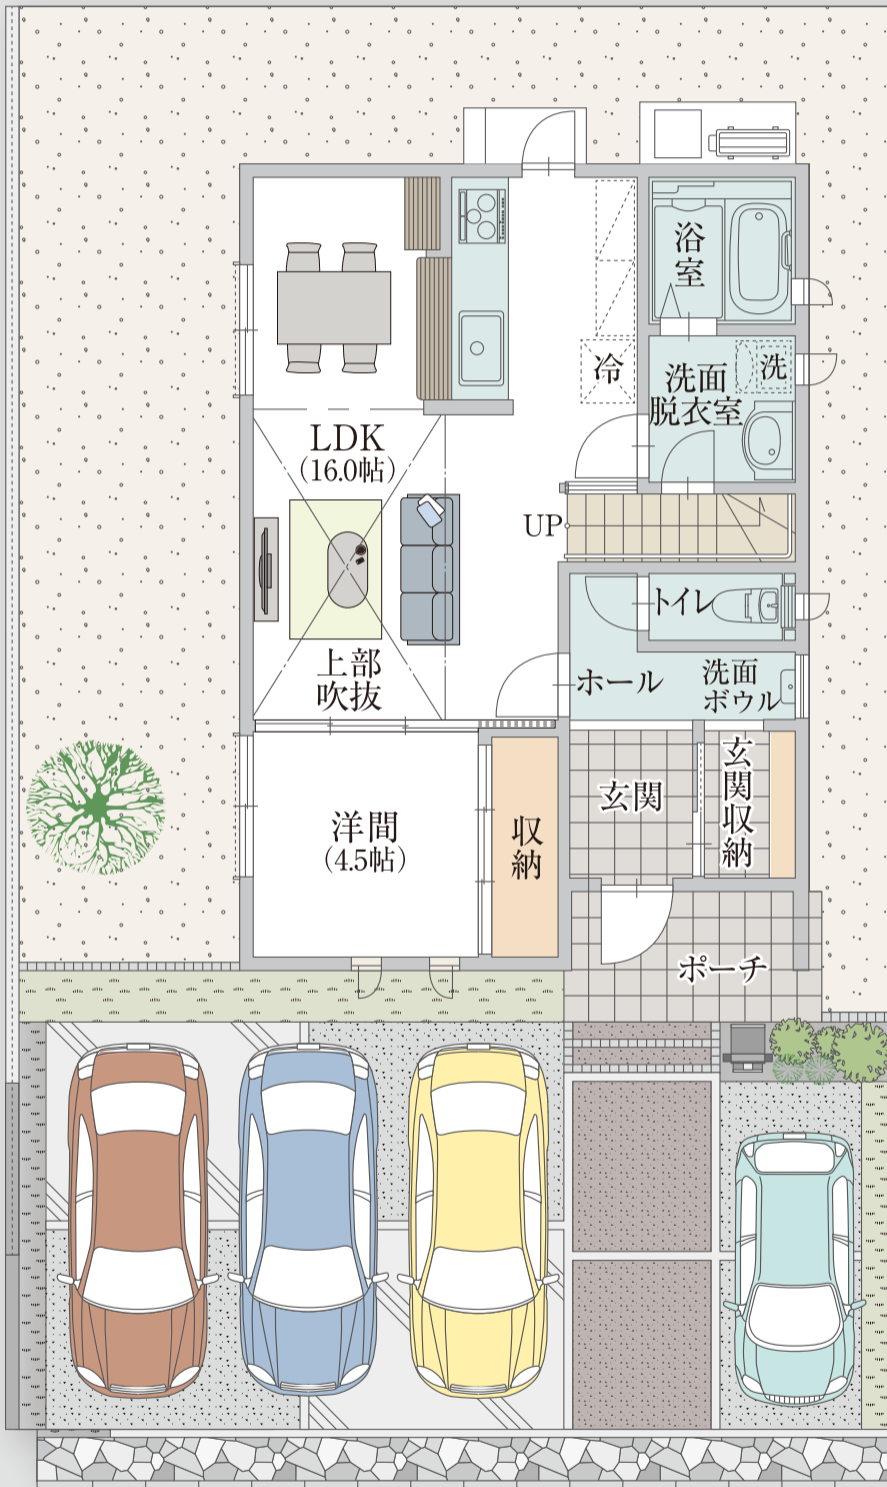 浴室
冷
洗
洗面
脱衣室
LDK
(16.0帖)
UP
トイレ
上部
吹抜
ホール
洗面
ボウル
玄関
玄関収納
洋間
(4.5帖)
収納
ポーチ